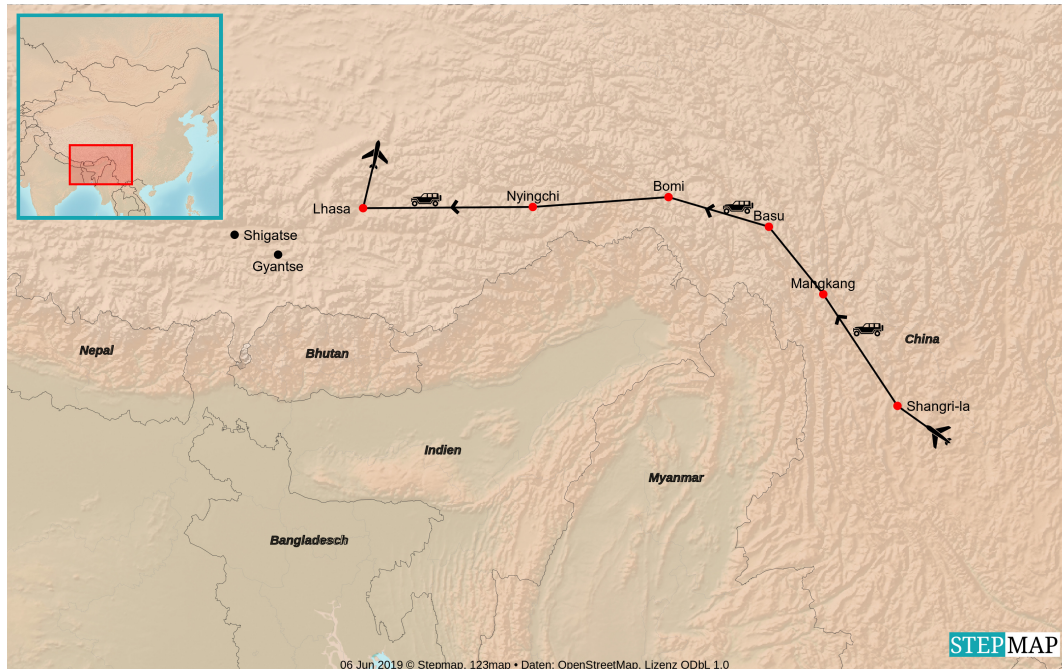 Bomi
Nyingchi
Lhasa
Basu
Shigatse
Gyantse
Mangkang
China
Nepal
Bhutan
Shangri-la
Indien
Myanmar
Bangladesch
STEPMAP
06 Jun 2019 © Stepmap, 123map • Daten: OpenStreetMap, Lizenz ODbL 1.0